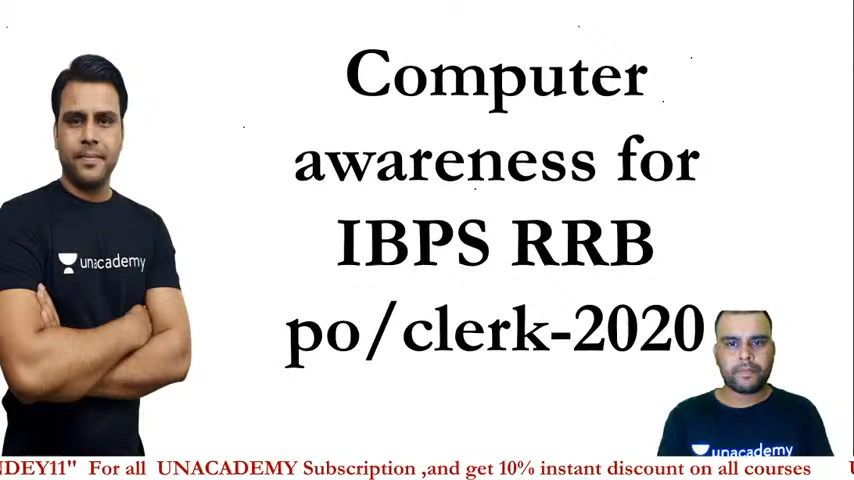 Computer
awareness for
IBPS RRB
po/clerk-2020
unacademy
unacademy
NDEY11" For all UNACADEMY Subscription ,and get 10% instant discount on all courses